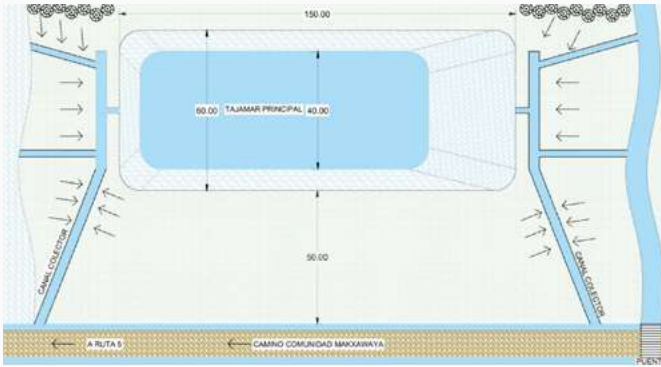 150.00
60.00
TAJAMAR PRINCIPAL
40.00
50.00
CANAL COLECTOR
CANAL COLECTOR
A RUTA 5
CAMINO COMUNIDAD MAKXAWAYA
PUENT